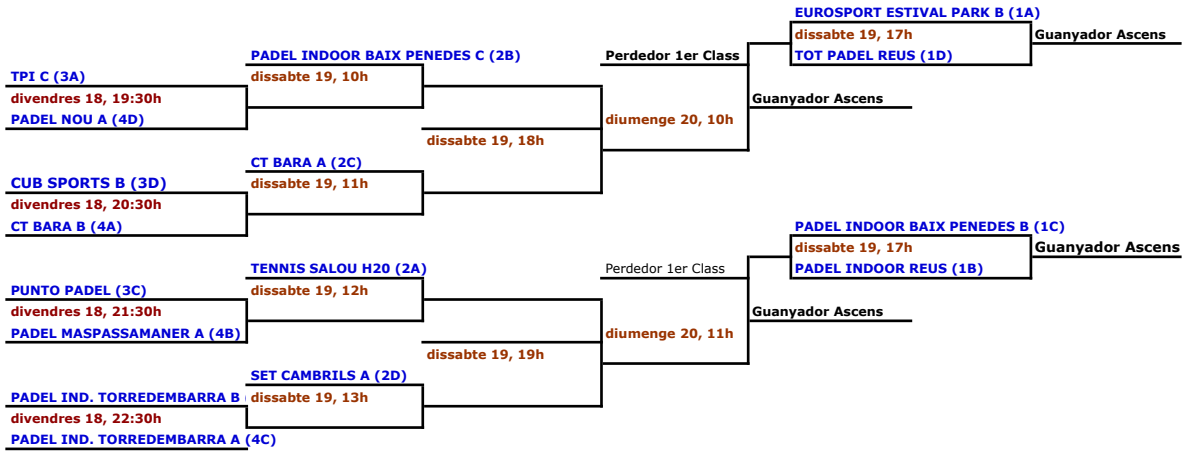 EUROSPORT ESTIVAL PARK B (1A)
dissabte 19, 17h
Guanyador Ascens
PADEL INDOOR BAIX PENEDES C (2B)
Perdedor 1er Class
TOT PADEL REUS (1D)
TPI C (3A)
dissabte 19, 10h
divendres 18, 19:30h
Guanyador Ascens
PADEL NOU A (4D)
diumenge 20, 10h
dissabte 19, 18h
CT BARA A (2C)
CUB SPORTS B (3D)
dissabte 19, 11h
divendres 18, 20:30h
CT BARA B (4A)
PADEL INDOOR BAIX PENEDES B (1C)
dissabte 19, 17h
Guanyador Ascens
TENNIS SALOU H20 (2A)
Perdedor 1er Class
PADEL INDOOR REUS (1B)
PUNTO PADEL (3C)
dissabte 19, 12h
divendres 18, 21:30h
Guanyador Ascens
PADEL MASPASSAMANER A (4B)
diumenge 20, 11h
dissabte 19, 19h
SET CAMBRILS A (2D)
PADEL IND. TORREDEMBARRA B (
dissabte 19, 13h
divendres 18, 22:30h
PADEL IND. TORREDEMBARRA A (4C)